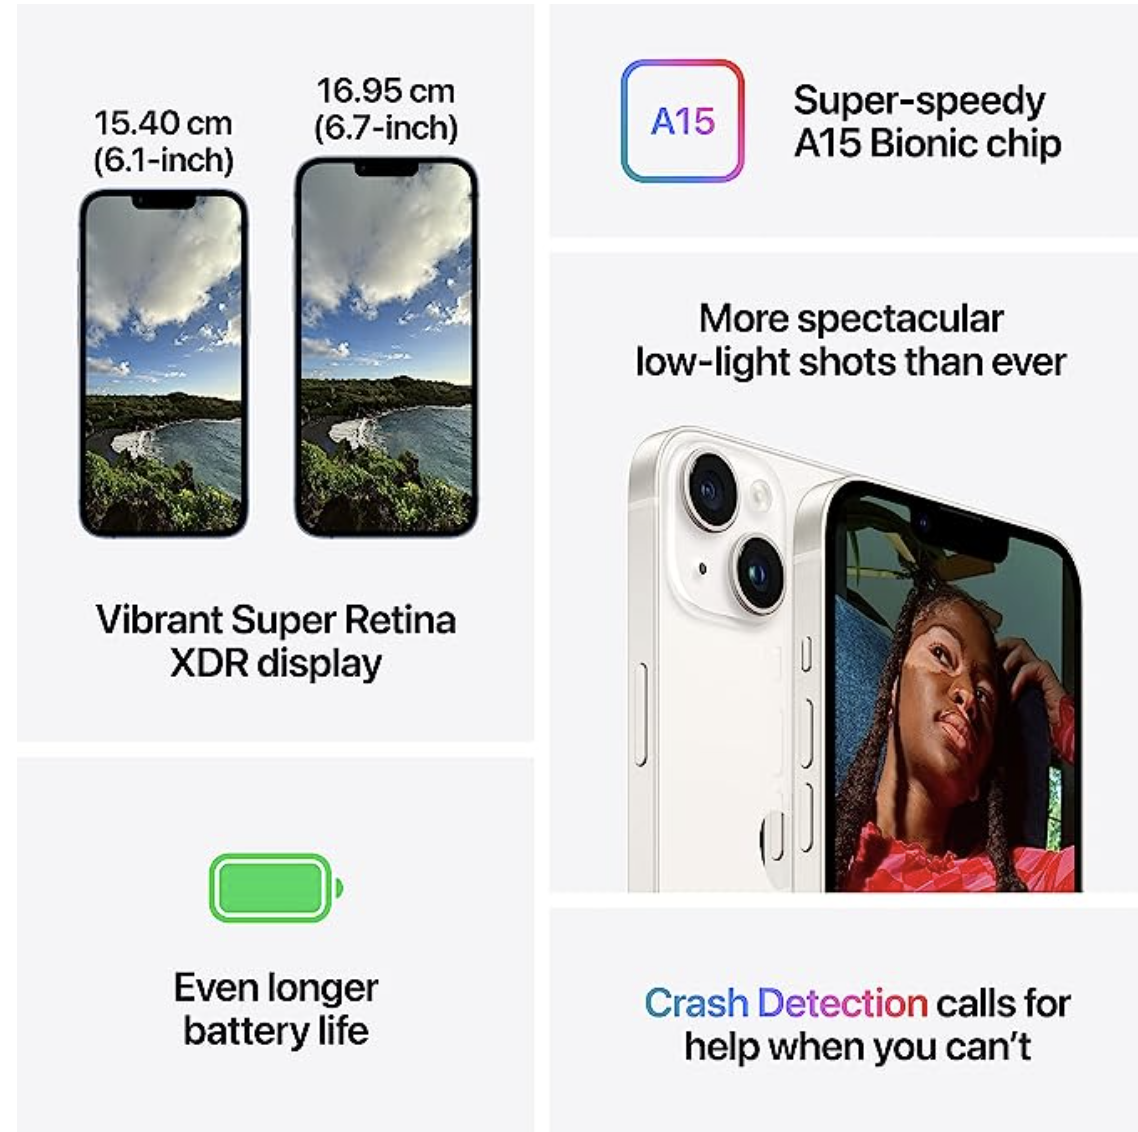 15.40 cm
(6.1-inch)
16.95 cm
(6.7-inch)
Vibrant Super Retina
XDR display
A15
Super-speedy
A15 Bionic chip
More spectacular
low-light shots than ever
Even longer
battery life
Crash Detection calls for
help when you can’t